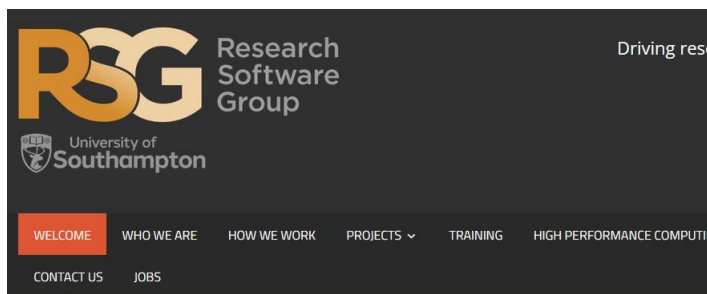 RSG
Research
Software
Group
Driving res
University of
Southampton
WELCOME WHO WE ARE HOW WE WORK PROJECTS TRAINING HIGH PERFORMANCE COMPUTI
CONTACT US JOBS